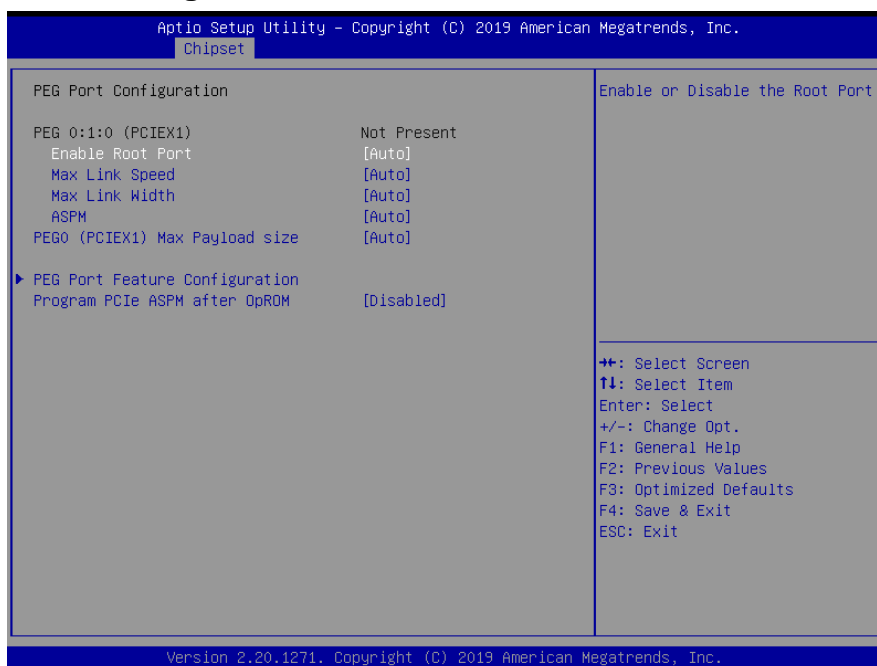 Aptio Setup Utility – Copyright (C) 2019 American Megatrends, Inc.
Chipset
PEG Port Configuration
PEG 0:1:0 (PCIEX1) Not Present
Enable Root Port [Auto]
Max Link Speed [Auto]
Max Link Width [Auto]
ASPM [Auto]
PEG0 (PCIEX1) Max Payload size [Auto]
PEG Port Feature Configuration
Program PCIe ASPM after OpROM [Disabled]
Enable or Disable the Root Port
→←: Select Screen
↑↓: Select Item
Enter: Select
+/-: Change Opt.
F1: General Help
F2: Previous Values
F3: Optimized Defaults
F4: Save & Exit
ESC: Exit
Version 2.20.1271. Copyright (C) 2019 American Megatrends, Inc.